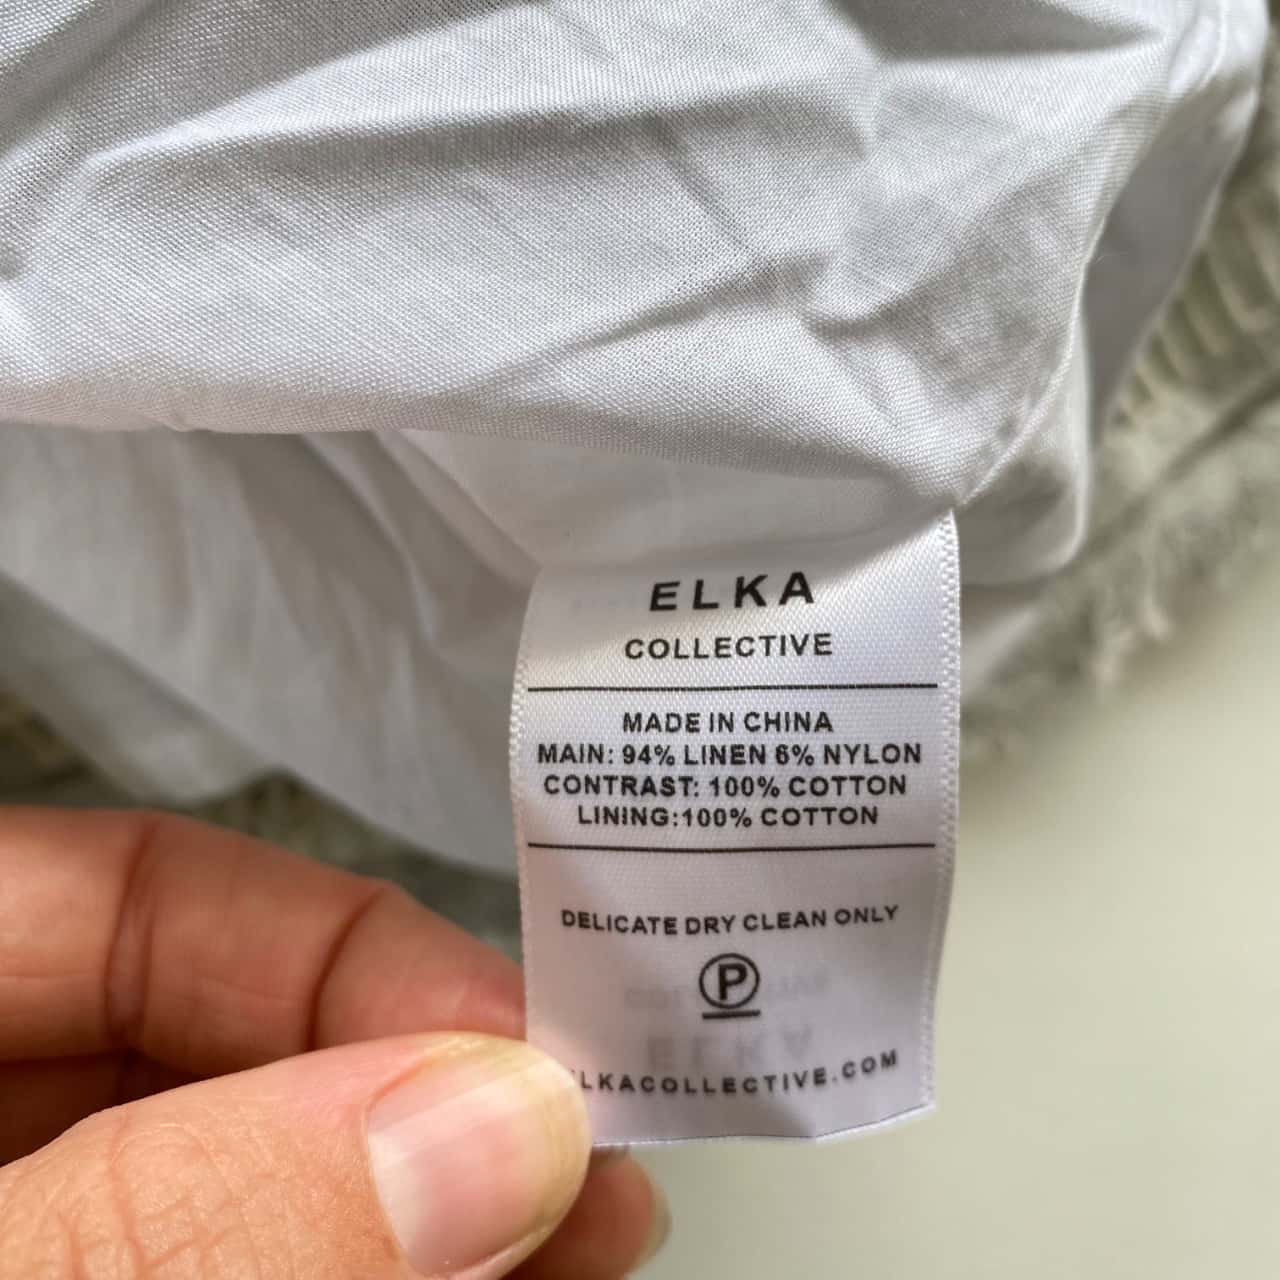 ELKA
COLLECTIVE
MADE IN CHINA
MAIN: 94% LINEN 6% NYLON
CONTRAST: 100% COTTON
LINING:100% COTTON
DELICATE DRY CLEAN ONLY
P
LKACOLLECTIVE.COM